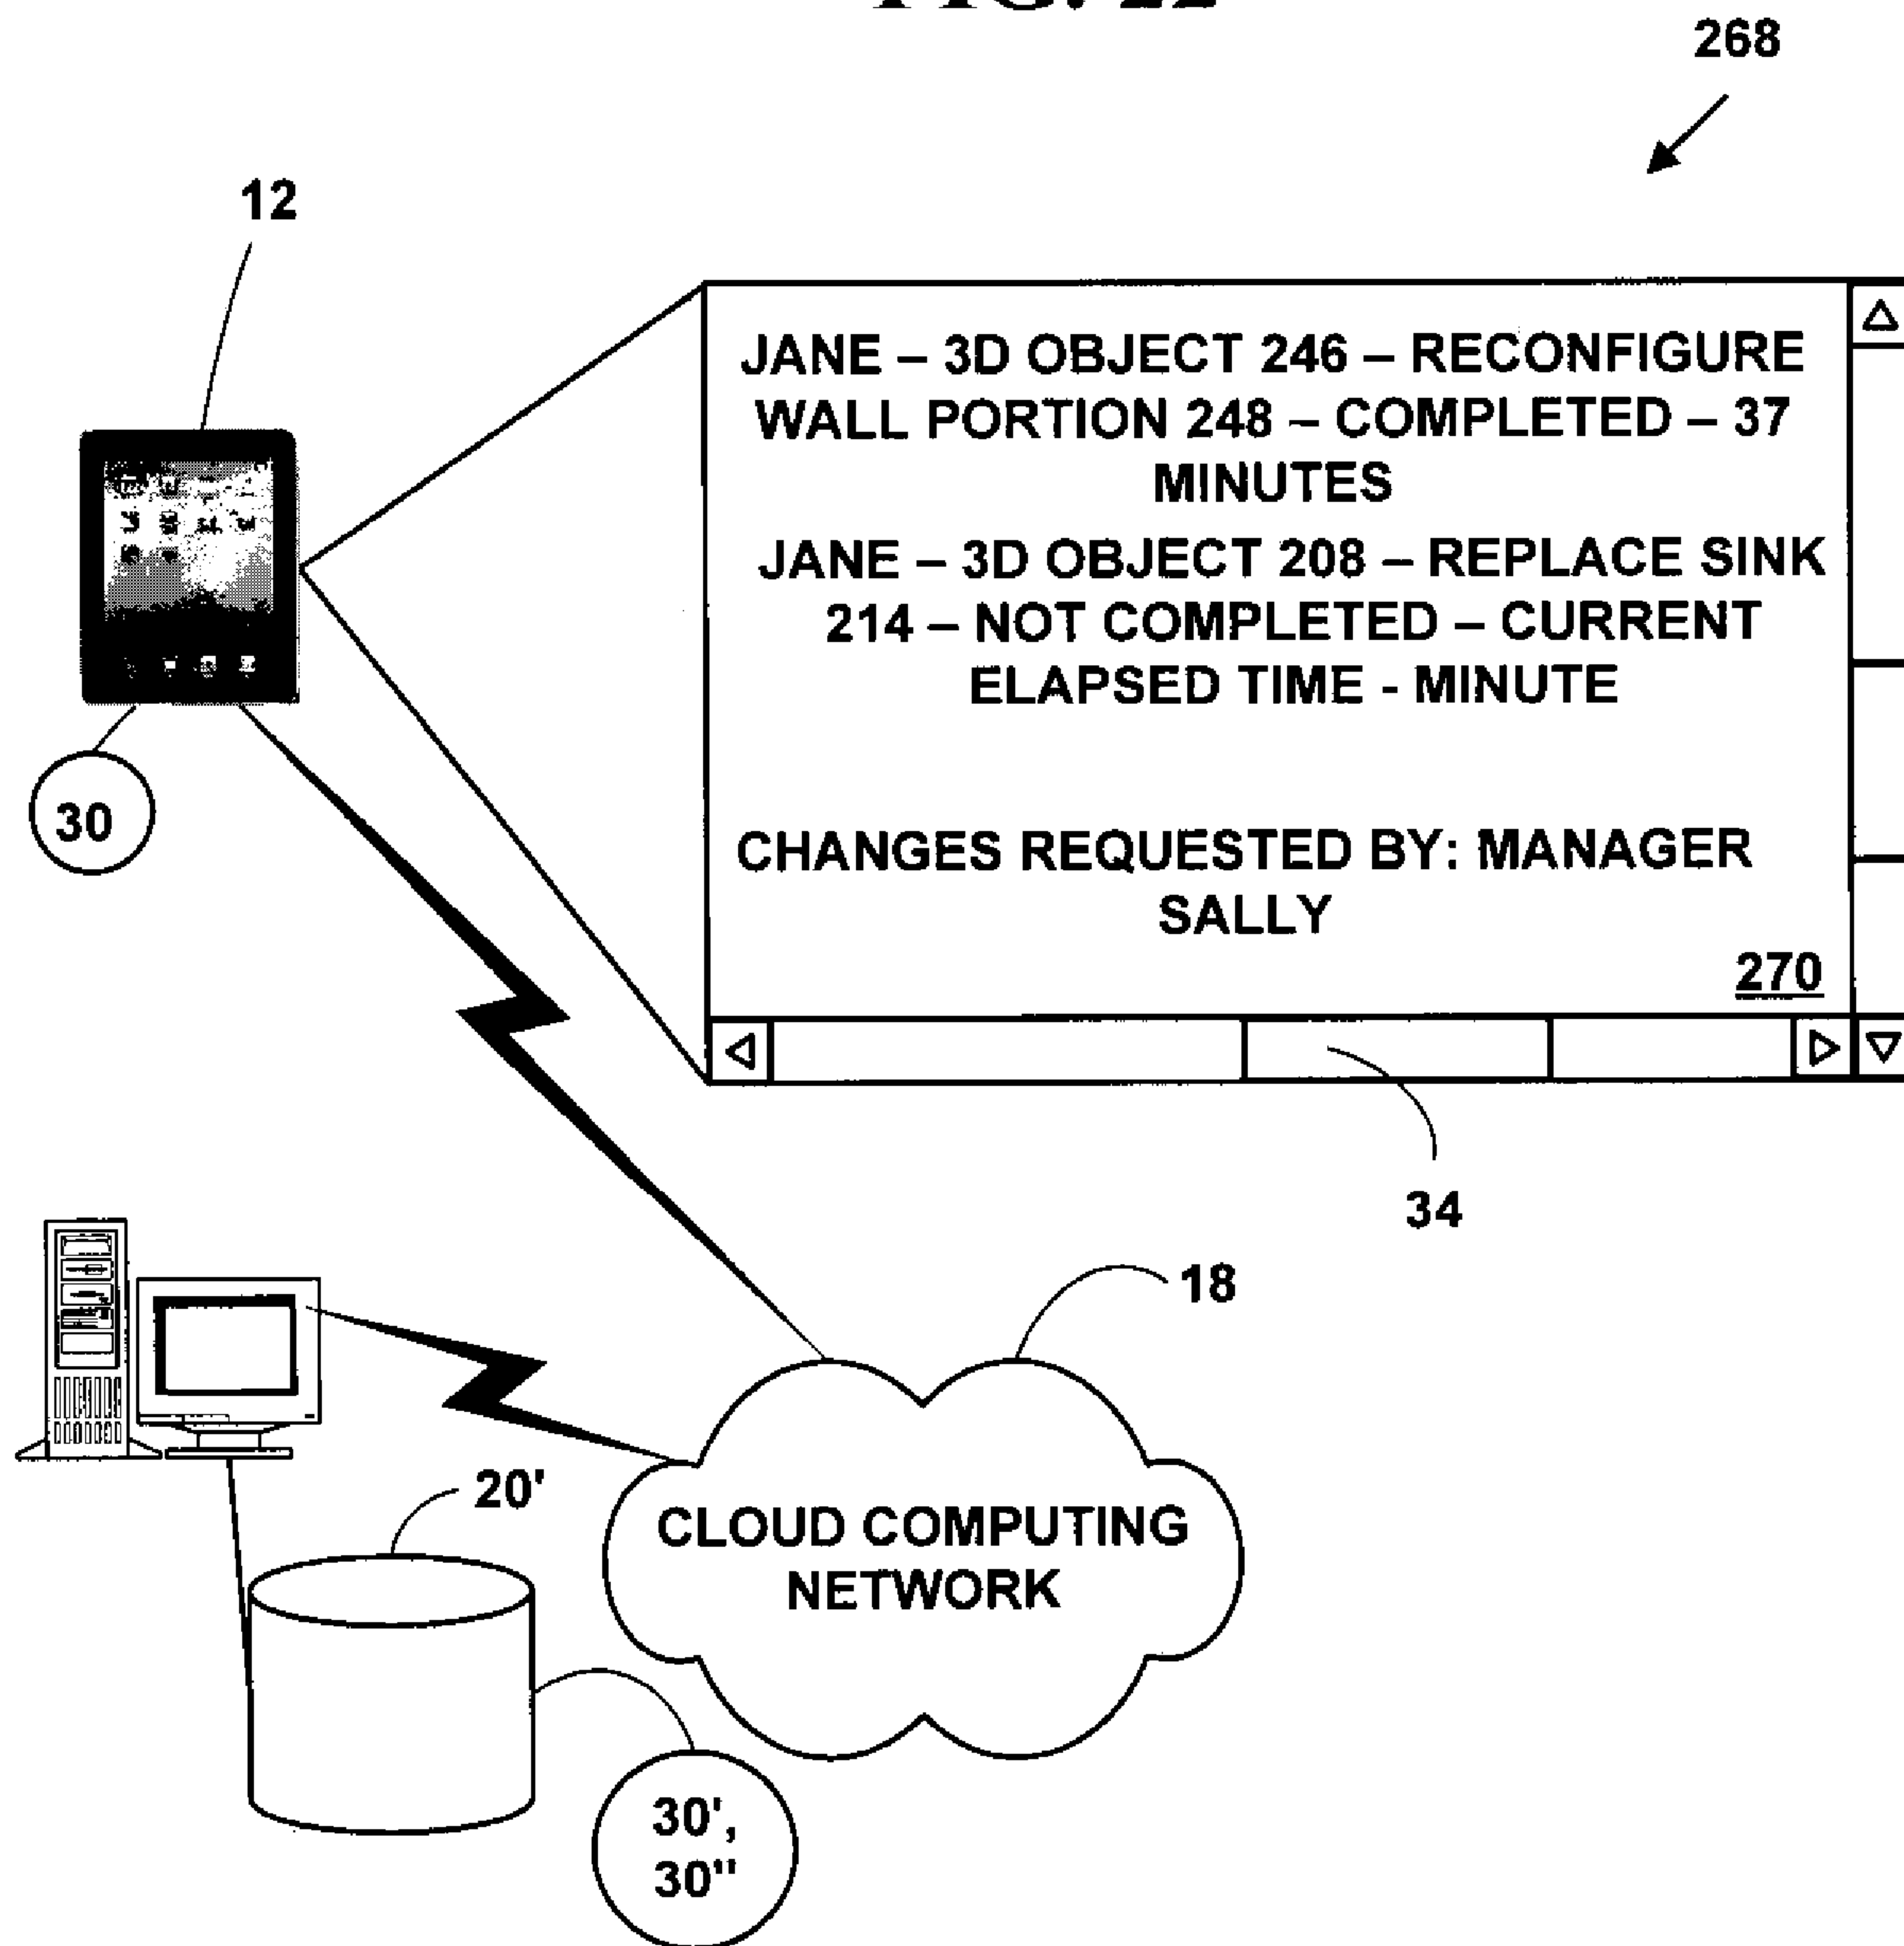 268
12
JANE – 3D OBJECT 246 – RECONFIGURE
WALL PORTION 248 – COMPLETED – 37
MINUTES
JANE – 3D OBJECT 208 – REPLACE SINK
214 – NOT COMPLETED – CURRENT
ELAPSED TIME - MINUTE
30
CHANGES REQUESTED BY: MANAGER
SALLY
270
34
18
20'
CLOUD COMPUTING
NETWORK
30',
30"